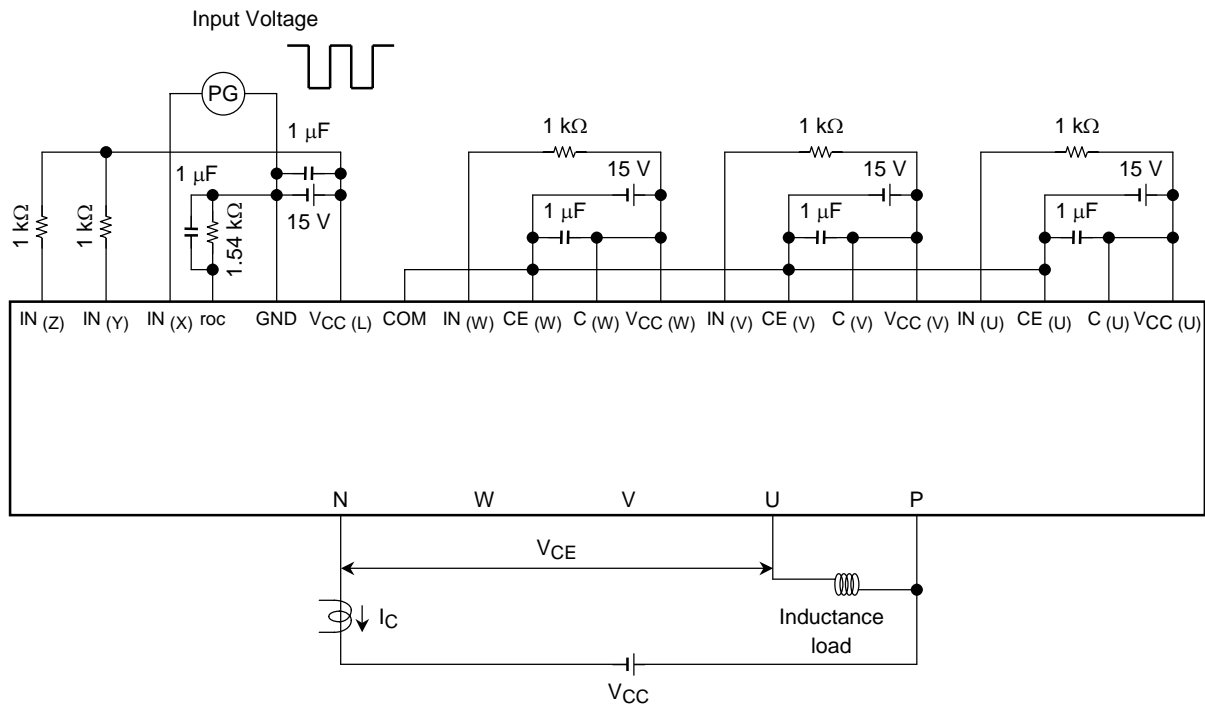 Input Voltage
PG
1 μF
1 μF
15 V
1 kΩ
1 kΩ
1.54 kΩ
1 kΩ
15 V
1 μF
1 kΩ
15 V
1 μF
1 kΩ
15 V
1 μF
IN (Z) IN (Y) IN (X) roc GND VCC (L) COM IN (W) CE (W) C (W) VCC (W) IN (V) CE (V) C (V) VCC (V) IN (U) CE (U) C (U) VCC (U)
N W V U P
VCE
IC
Inductance
load
VCC